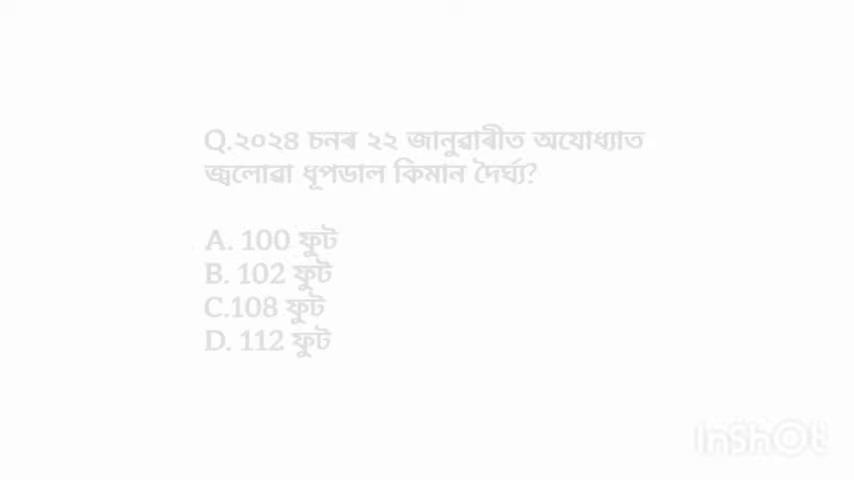 Q.২০২৪ চনৰ ২২ জানুৱাৰীত অযোধ্যাত
জ্বলোৱা ধূপডাল কিমান দৈৰ্ঘ্য?
A. 100 ফুট
B. 102 ফুট
C.108 ফুট
D. 112 ফুট
InShOt